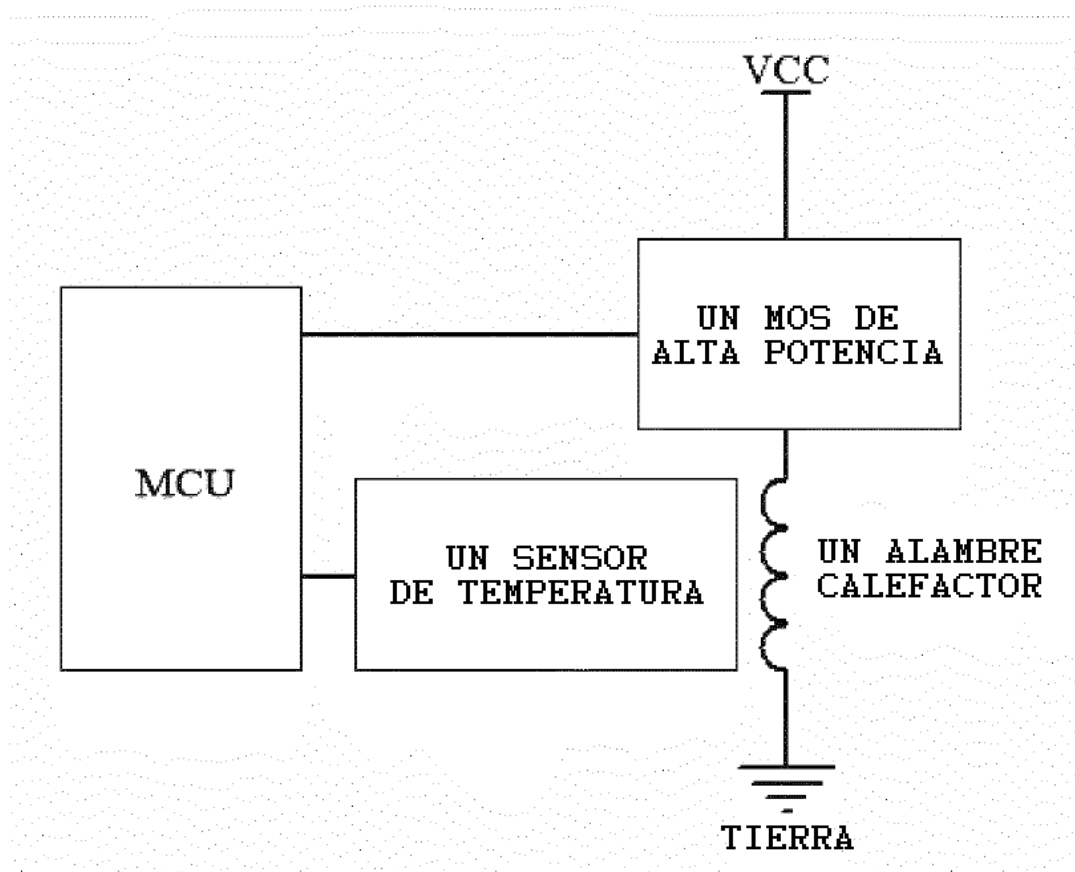 VCC
UN MOS DE
ALTA POTENCIA
MCU
UN SENSOR
DE TEMPERATURA
UN ALAMBRE
CALEFACTOR
TIERRA